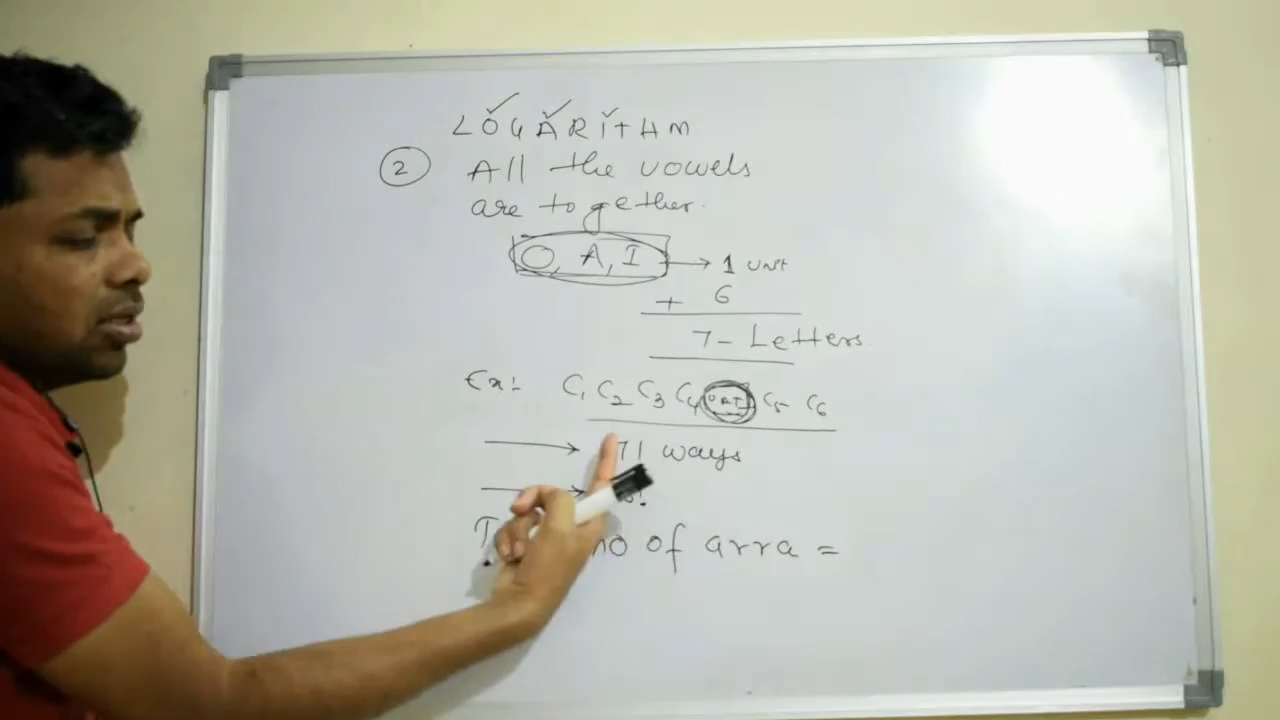 LOGARITHM
② All the vowels
are together.
O, A, I → 1 unit
+ 6
7 - Letters
Ex: C₁ C₂ C₃ C₄ C₅ C₆
→ 7! ways
→
no of arra =